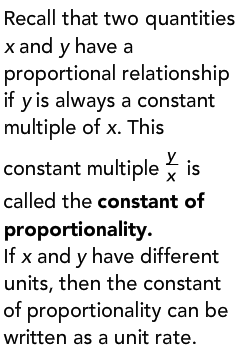 Recall that two quantities
x and y have a
proportional relationship
if y is always a constant
multiple of x. This
constant multiple y/x is
called the constant of
proportionality.
If x and y have different
units, then the constant
of proportionality can be
written as a unit rate.